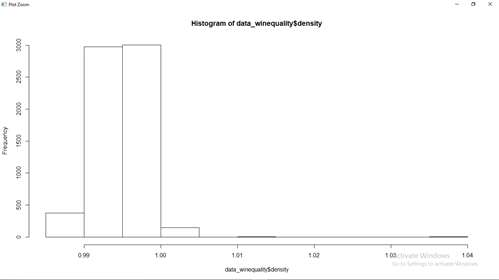 Plot Zoom
Histogram of data_winequality$density
Frequency
3000
2500
2000
1500
1000
500
0
0.99 1.00 1.01 1.02 1.03 1.04
data_winequality$density
Activate Windows
Go to Settings to activate Windows.